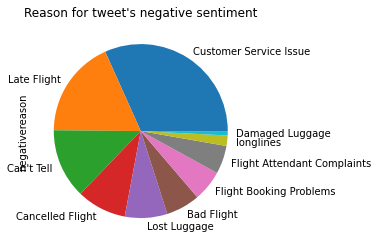 Reason for tweet's negative sentiment
Customer Service Issue
Late Flight
negativereason
Can't Tell
Cancelled Flight
Lost Luggage
Bad Flight
Flight Booking Problems
Flight Attendant Complaints
longlines
Damaged Luggage